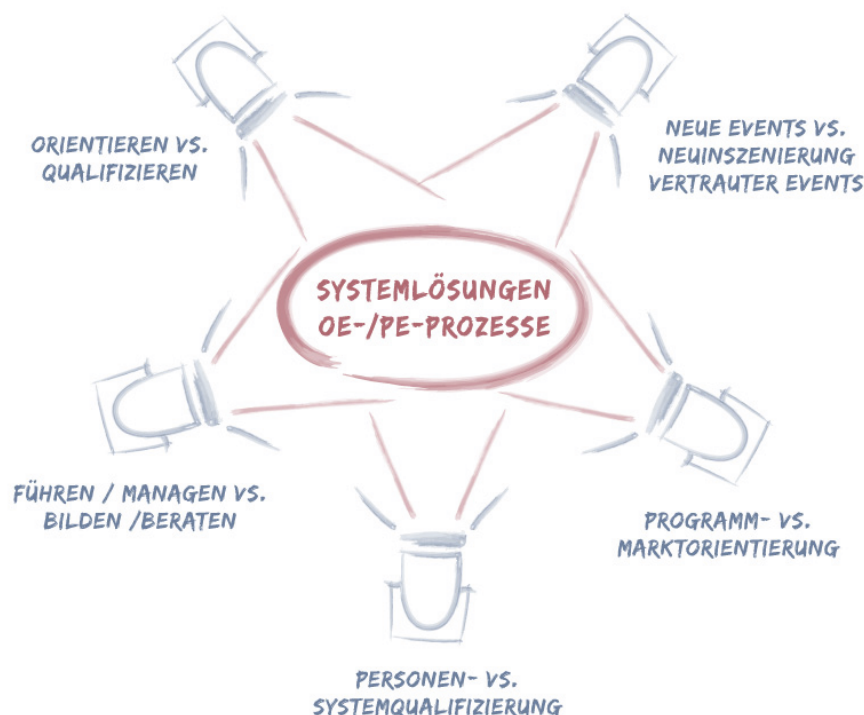 ORIENTIEREN VS.
QUALIFIZIEREN
NEUE EVENTS VS.
NEUINSZENIERUNG
VERTRAUTER EVENTS
SYSTEMLÖSUNGEN
OE-/PE-PROZESSE
FÜHREN / MANAGEN VS.
BILDEN /BERATEN
PROGRAMM- VS.
MARKTORIENTIERUNG
PERSONEN- VS.
SYSTEMQUALIFIZIERUNG